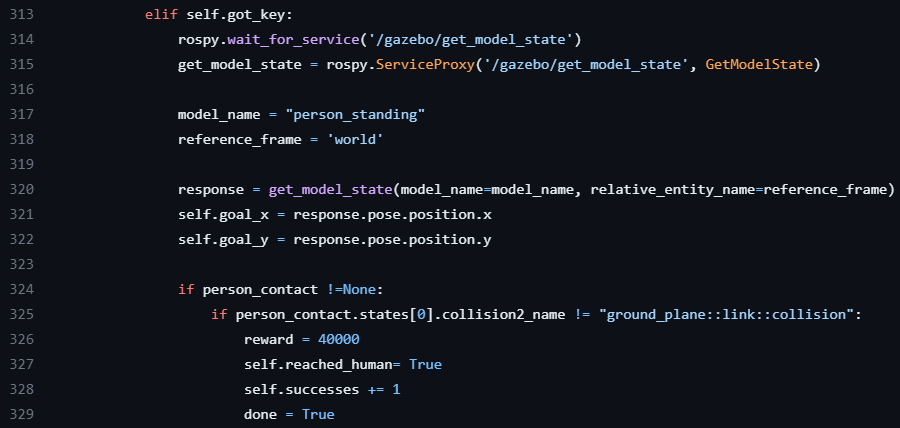 313 elif self.got_key:
314 rospy.wait_for_service('/gazebo/get_model_state')
315 get_model_state = rospy.ServiceProxy('/gazebo/get_model_state', GetModelState)
316
317 model_name = "person_standing"
318 reference_frame = 'world'
319
320 response = get_model_state(model_name=model_name, relative_entity_name=reference_frame)
321 self.goal_x = response.pose.position.x
322 self.goal_y = response.pose.position.y
323
324 if person_contact !=None:
325 if person_contact.states[0].collision2_name != "ground_plane::link::collision":
326 reward = 40000
327 self.reached_human= True
328 self.successes += 1
329 done = True